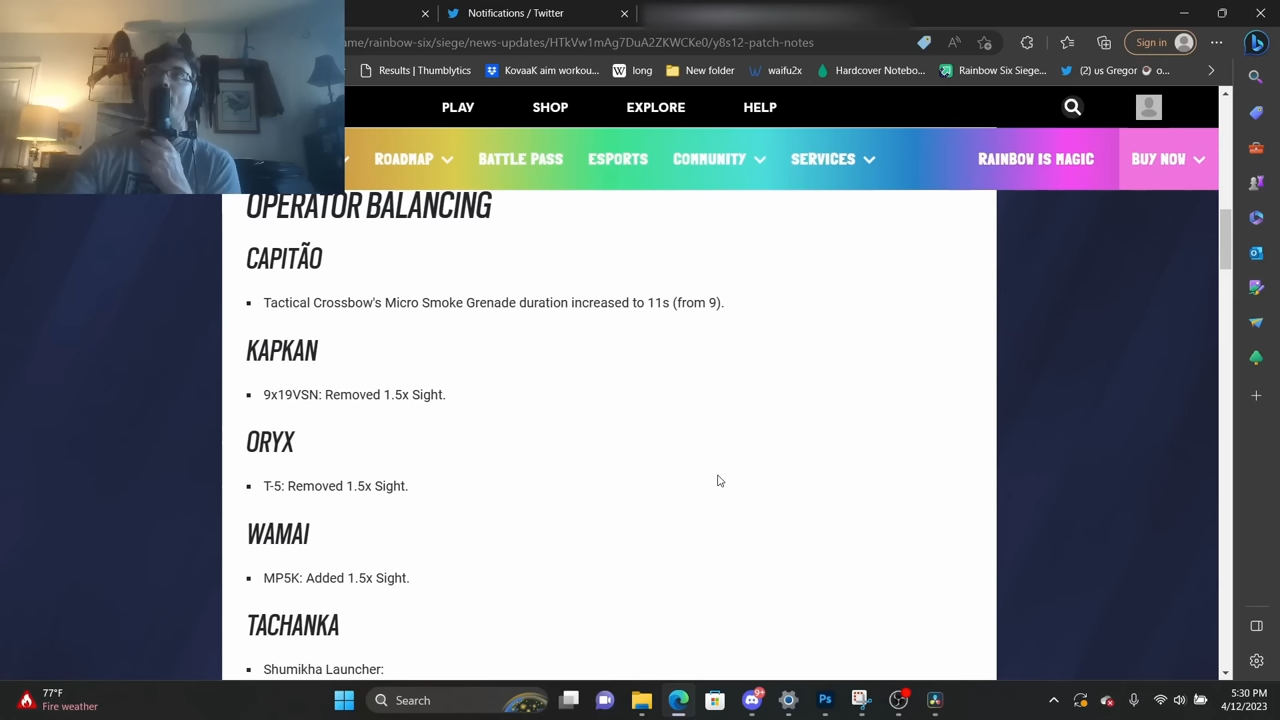 Notifications / Twitter
me/rainbow-six/siege/news-updates/HTkVw1mAg7DuA2ZKWCKe0/y8s12-patch-notes
Sign in
Results | Thumblytics
KovaaK aim workou...
long
New folder
waifu2x
Hardcover Notebo...
Rainbow Six Siege...
(2) us Gregor o...
PLAY
SHOP
EXPLORE
HELP
ROADMAP
BATTLE PASS
ESPORTS
COMMUNITY
SERVICES
RAINBOW IS MAGIC
BUY NOW
OPERATOR BALANCING
CAPITÃO
▪ Tactical Crossbow's Micro Smoke Grenade duration increased to 11s (from 9).
KAPKAN
▪ 9x19VSN: Removed 1.5x Sight.
ORYX
▪ T-5: Removed 1.5x Sight.
WAMAI
▪ MP5K: Added 1.5x Sight.
TACHANKA
▪ Shumikha Launcher:
77°F
Fire weather
Search
9+
Ps
5:30 PM
4/12/2023